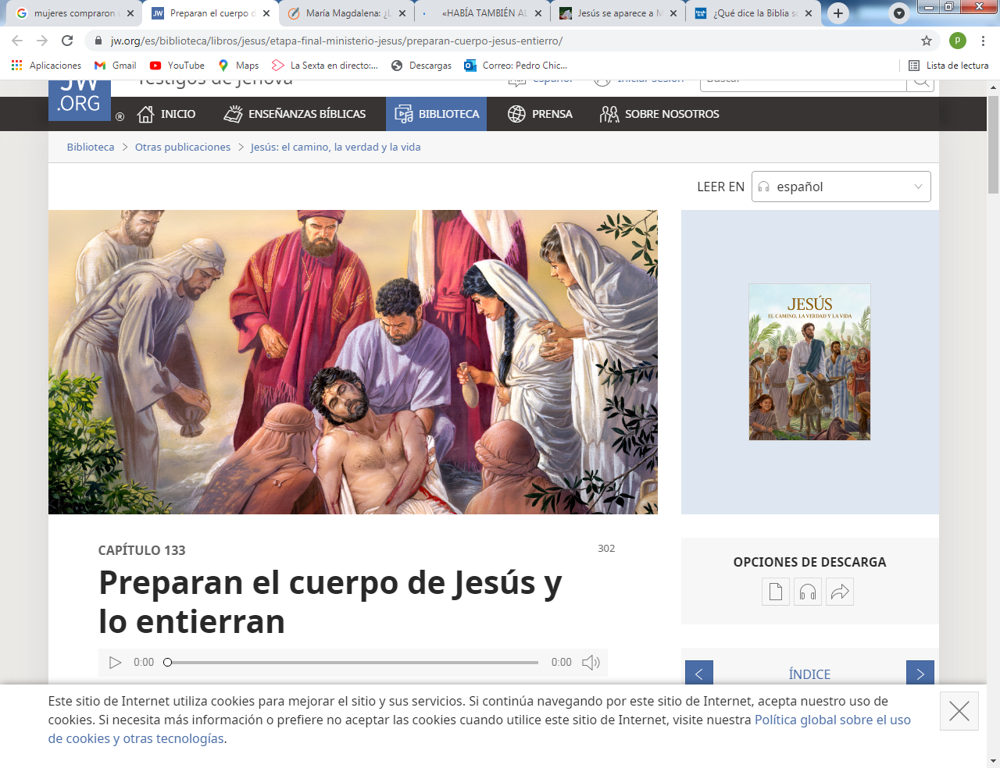 mujeres compraron
Preparan el cuerpo d
María Magdalena: ¿L
«HABÍA TAMBIÉN AL
Jesús se aparece a M
¿Qué dice la Biblia so
jw.org/es/biblioteca/libros/jesus/etapa-final-ministerio-jesus/preparan-cuerpo-jesus-entierro/
P
Aplicaciones
Gmail
YouTube
Maps
La Sexta en directo:...
Descargas
Correo: Pedro Chic...
Lista de lectura
JW
.ORG
®
Testigos de Jehová
español
Iniciar sesión
Buscar
INICIO
ENSEÑANZAS BÍBLICAS
BIBLIOTECA
PRENSA
SOBRE NOSOTROS
Biblioteca > Otras publicaciones > Jesús: el camino, la verdad y la vida
LEER EN español
JESÚS
EL CAMINO, LA VERDAD Y LA VIDA
CAPÍTULO 133
302
Preparan el cuerpo de Jesús y
lo entierran
0:00
0:00
OPCIONES DE DESCARGA
ÍNDICE
Este sitio de Internet utiliza cookies para mejorar el sitio y sus servicios. Si continúa navegando por este sitio de Internet, acepta nuestro uso de
cookies. Si necesita más información o prefiere no aceptar las cookies cuando utilice este sitio de Internet, visite nuestra Política global sobre el uso
de cookies y otras tecnologías.